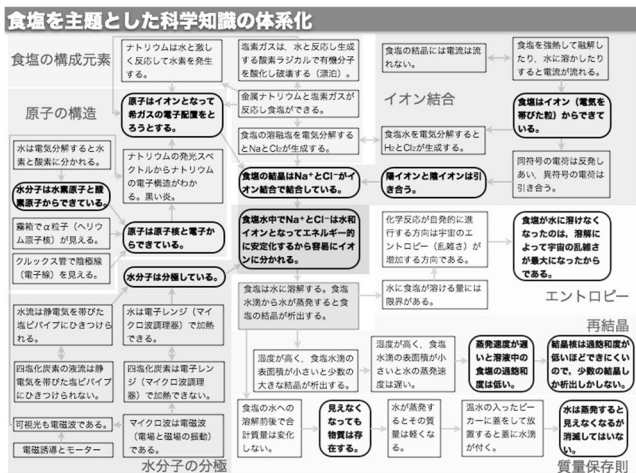 食塩を主題とした科学知識の体系化
食塩の構成元素
ナトリウムは水と激し
く反応して水素を発生
する。
塩素ガスは、水と反応し生成
する酸素ラジカルで有機分子
を酸化し破壊する（漂泊）。
食塩の結晶には電流は
流れない。
食塩を強熱して融解し
たり、水に溶かしたり
すると電流が流れる。
原子の構造
原子はイオンとなって
希ガスの電子配置をと
ろうとする。
金属ナトリウムと塩素ガスが
反応し食塩ができる。
イオン結合
食塩はイオン（電気を
帯びた粒）からできている。
食塩の溶融塩を電気分解す
るとNaとCl₂が生成する。
食塩水を電気分解すると
H₂とCl₂が生成する。
水は電気分解すると水
素と酸素に分かれる。
ナトリウムの発光スペ
クトルからナトリウム
の電子構造がわか
る。黒い炎。
同符号の電荷は反発し
あい、異符号の電荷は
引き合う。
水分子は水素原子と酸
素原子からできている。
食塩の結晶はNa⁺とCl⁻がイ
オン結合で結合している。
陽イオンと陰イオンは引
き合う。
霧箱でα粒子（ヘリウ
ム原子核）が見える。
原子は原子核と電子か
らできている。
食塩水中でNa⁺とCl⁻は水和
イオンとなってエネルギー的
に安定化するから容易にイオ
ンに分かれる。
化学反応が自発的に進
行する方向は宇宙のエ
ントロピー（乱雑さ）が
増加する方向である。
食塩が水に溶けなく
なったのは、溶解に
よって宇宙の乱雑さ
が最大になったから
である。
クルックス管で陰極線
（電子線）を見える。
水分子は分極している。
食塩は水に溶解する。食塩
水滴から水が蒸発すると食
塩の結晶が析出する。
水に食塩が溶ける量には
限界がある。
エントロピー
水流は静電気を帯びた
塩ビパイプにひきつけら
れる。
水は電子レンジ（マイ
クロ波調理器）で加熱
できる。
再結晶
湿度が高く、食塩水滴
の表面積が小さいと少数の
大きな結晶が析出する。
湿度が高く、食塩
水滴の表面積が小
さいと水の蒸発速
度は遅い。
蒸発速度が遅
いと溶液中の
食塩の過飽和
度は低い。
結晶核は過飽和度が
低いほどできにくい
ので、少数の結晶し
か析出しかしない。
四塩化炭素の液流は静
電気を帯びた塩ビパイプ
にひきつけられない。
四塩化炭素は電子レン
ジ（マイクロ波調理
器）で加熱できない。
食塩の水への
溶解前後で合
計質量は変化し
ない。
見えなく
なっても
物質は存
在する。
水が蒸発す
るとその質
量は軽くな
る。
温水の入ったビ
ーカーに蓋をして放
置すると蓋に水滴が
付く。
水は蒸発すると
見えなくなるが
消滅してはいな
い。
可視光も電磁波である。
マイクロ波は電磁波
（電場と磁場の振動）で
ある。
電磁誘導とモーター
水分子の分極
質量保存則